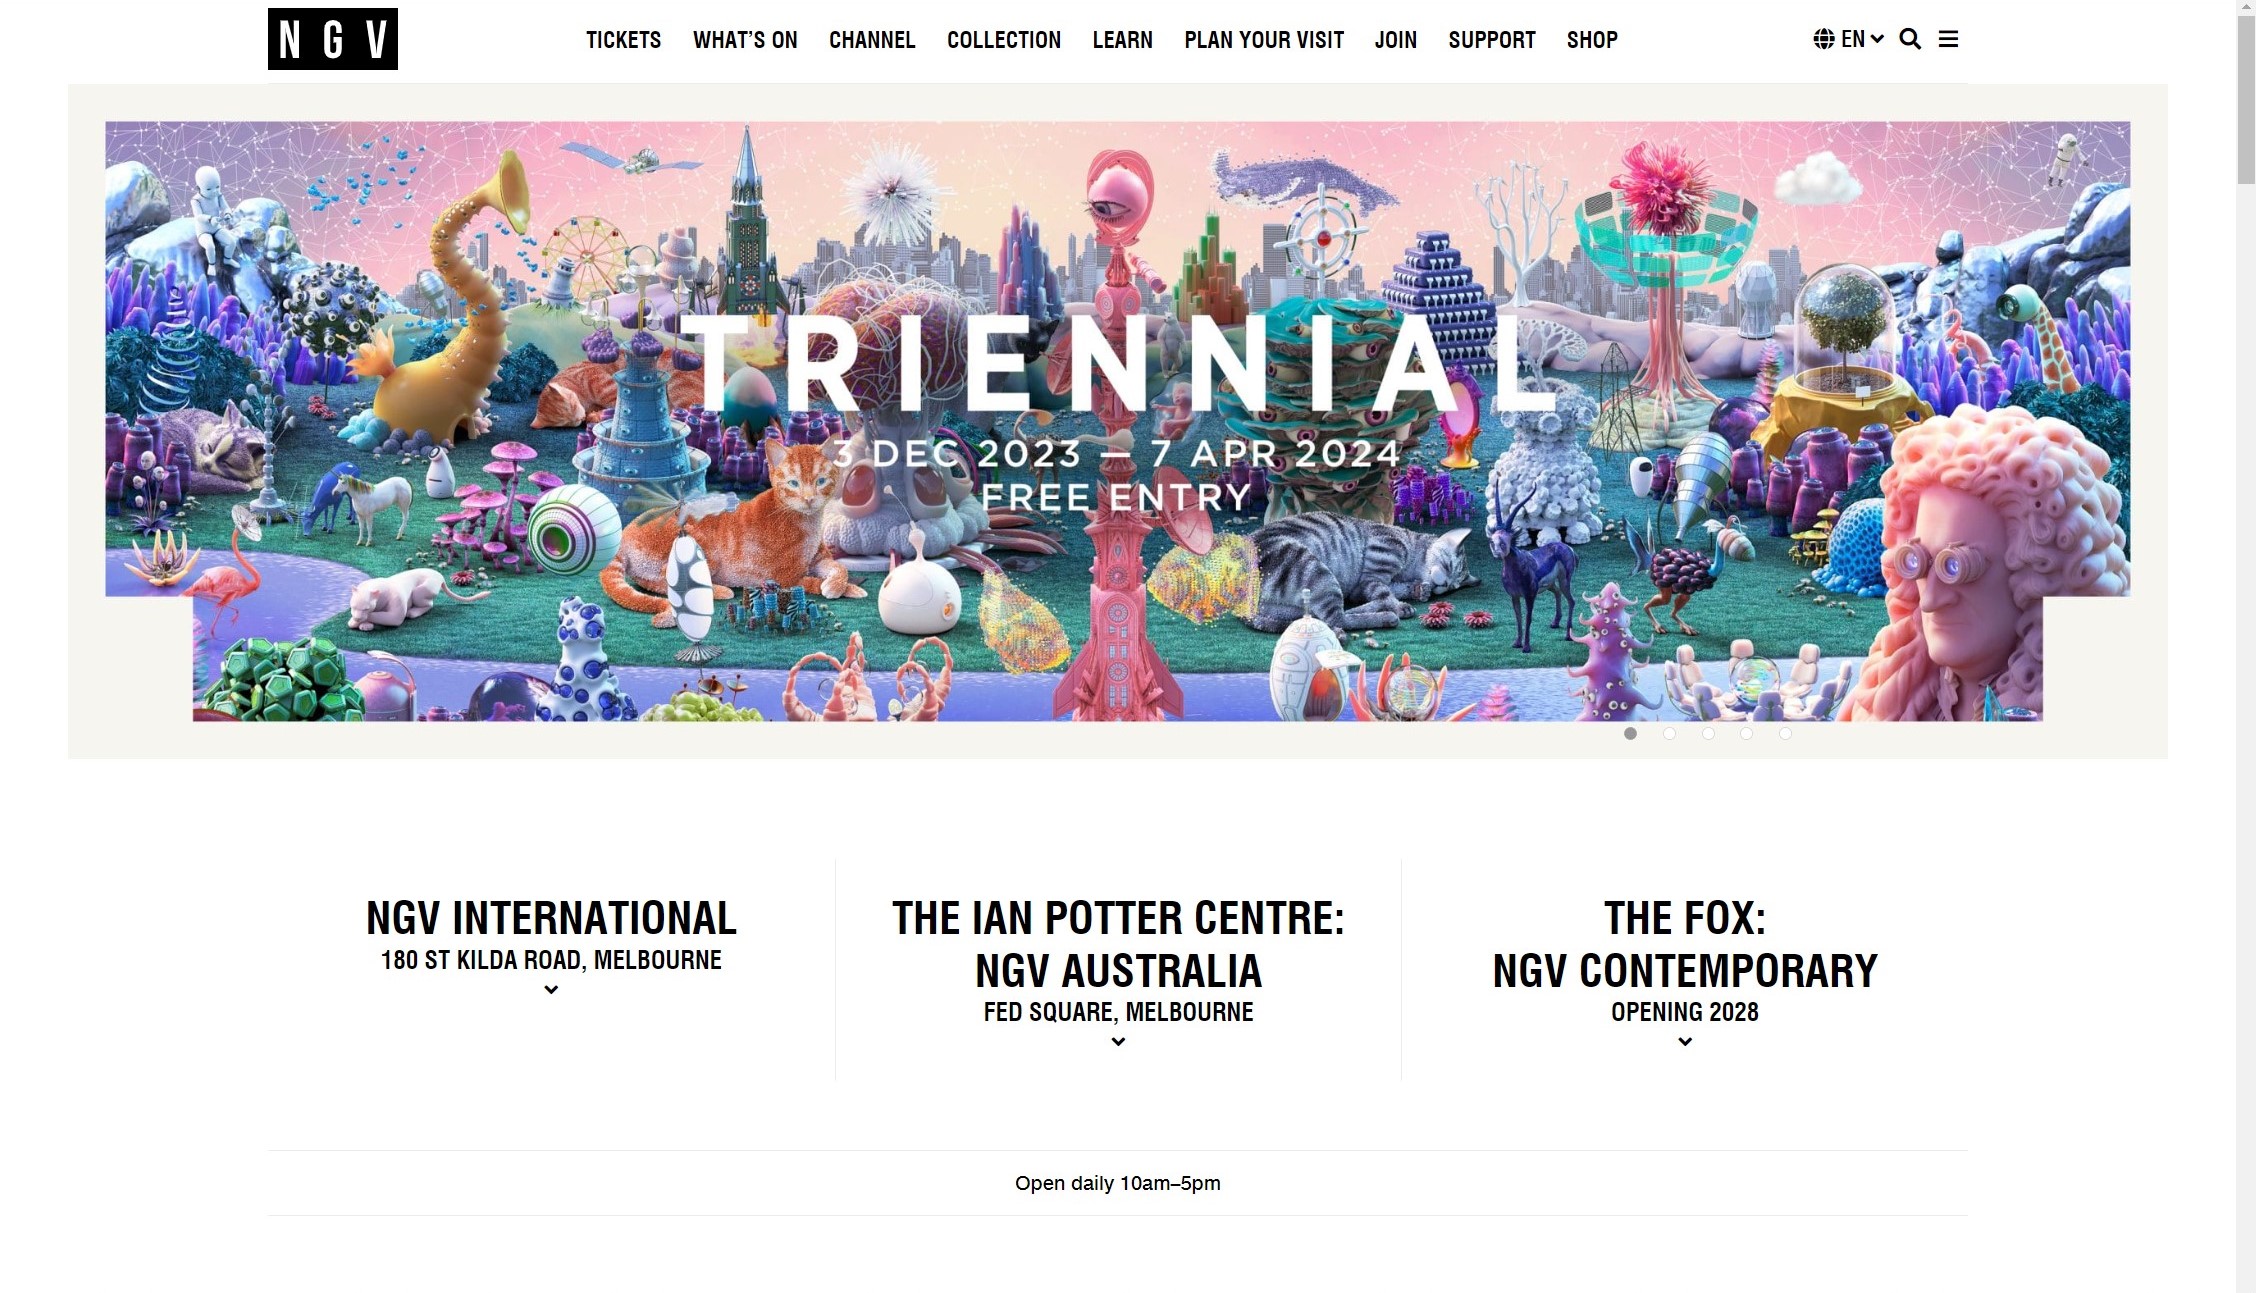 NGV
TICKETS WHAT'S ON CHANNEL COLLECTION LEARN PLAN YOUR VISIT JOIN SUPPORT SHOP
EN
TRIENNIAL
3 DEC 2023 — 7 APR 2024
FREE ENTRY
NGV INTERNATIONAL
180 ST KILDA ROAD, MELBOURNE
THE IAN POTTER CENTRE:
NGV AUSTRALIA
FED SQUARE, MELBOURNE
THE FOX:
NGV CONTEMPORARY
OPENING 2028
Open daily 10am–5pm